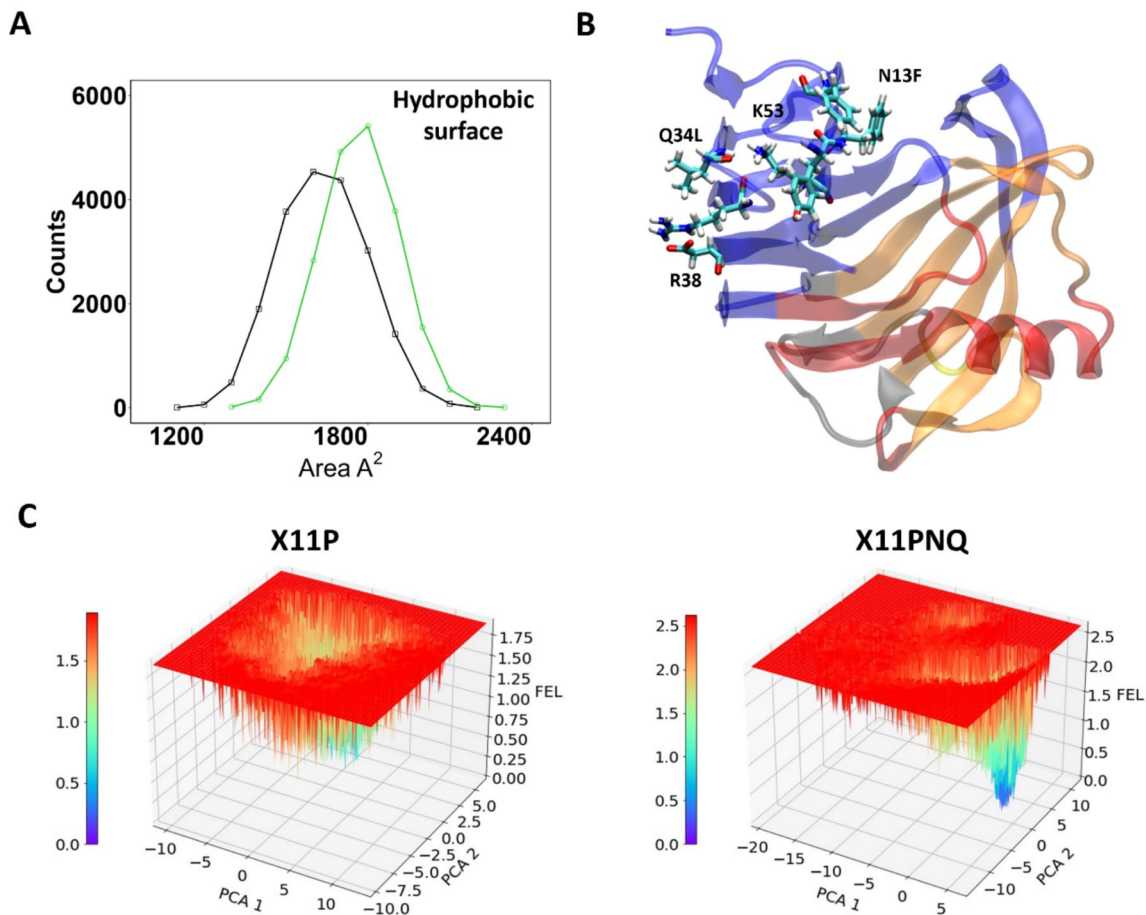 A
Hydrophobic
surface
6000
4000
2000
0
Counts
1200
1800
2400
Area A²
B
N13F
K53
Q34L
R38
C
X11P
1.5
1.0
0.5
0.0
1.75
1.50
1.25
1.00
0.75
0.50
0.25
0.00
FEL
−10
−5
0
5
10
PCA 1
5.0
2.5
0.0
−2.5
−5.0
−7.5
−10.0
PCA 2
X11PNQ
2.5
2.0
1.5
1.0
0.5
0.0
2.5
2.0
1.5
1.0
0.5
0.0
FEL
−20
−15
−10
−5
0
5
PCA 1
10
5
0
−5
−10
PCA 2